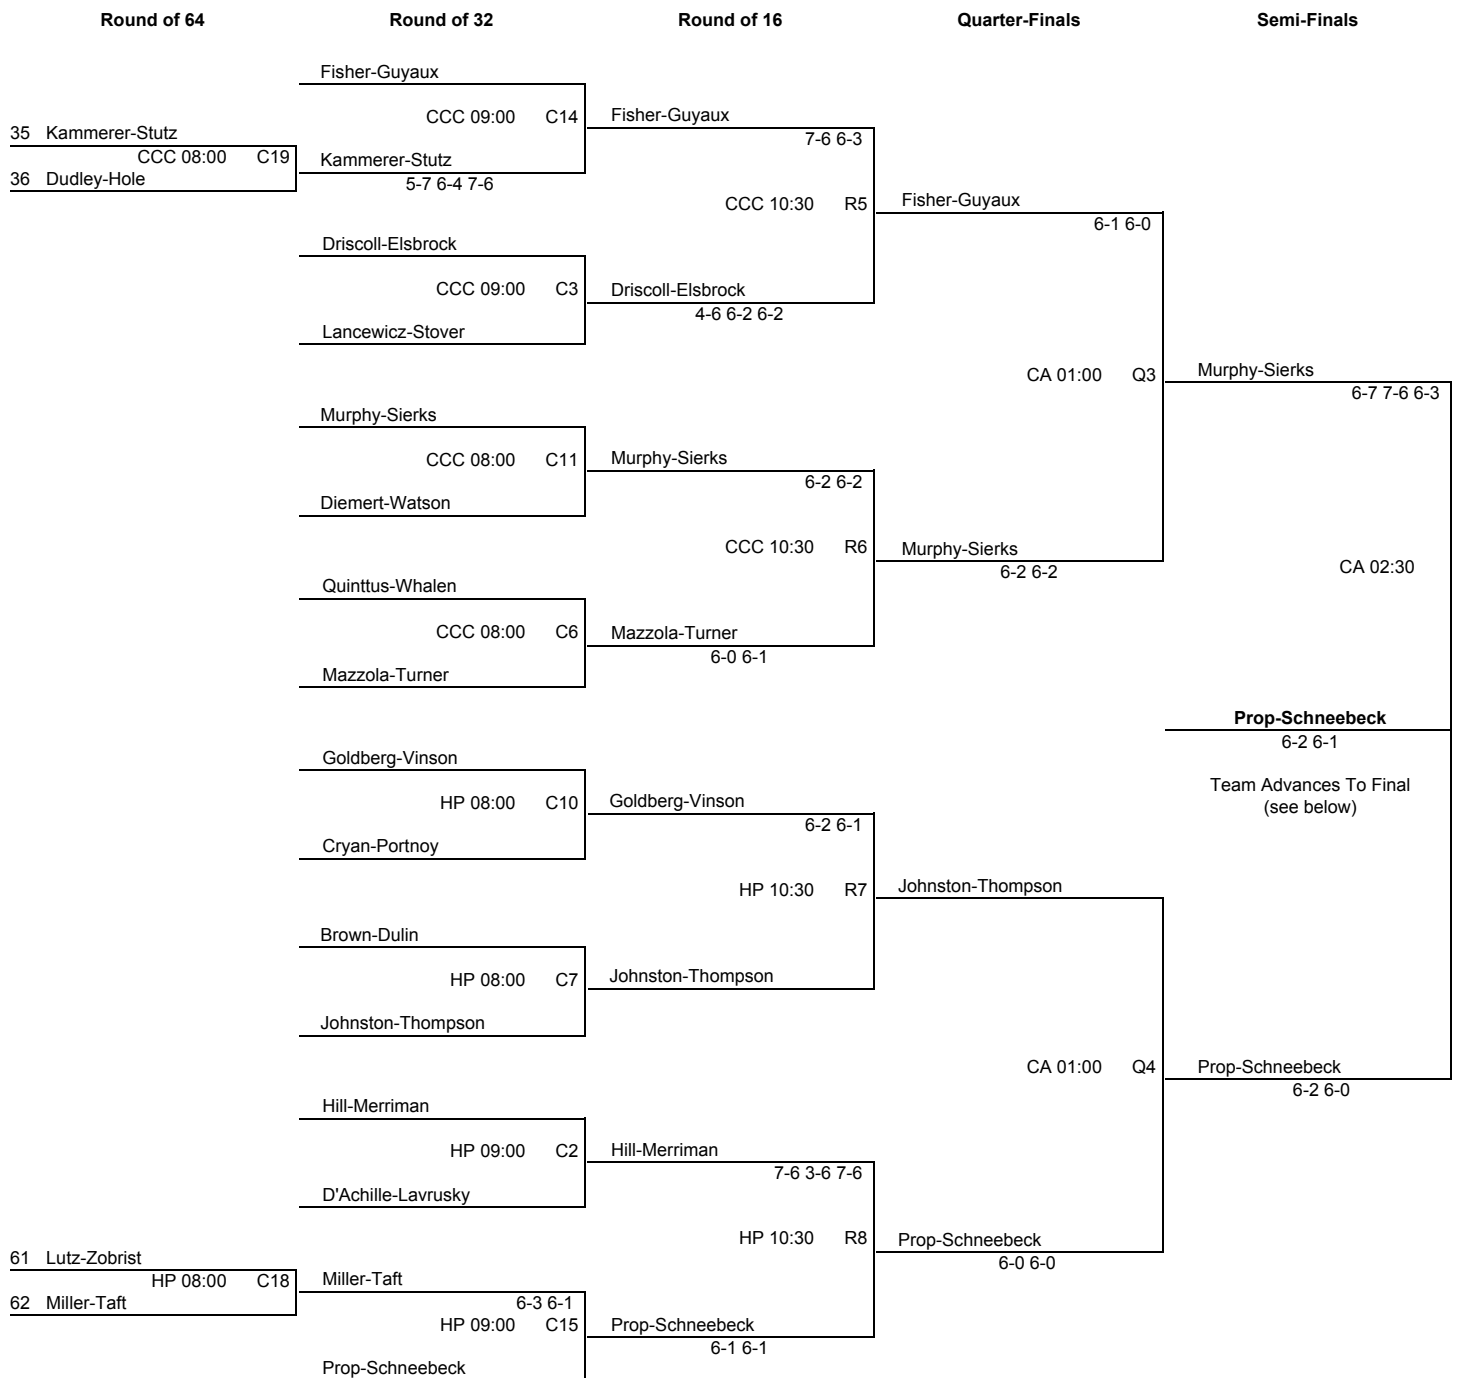 Round of 64 Round of 32 Round of 16 Quarter-Finals Semi-Finals
Fisher-Guyaux
CCC 09:00 C14 Fisher-Guyaux
35 Kammerer-Stutz 7-6 6-3
CCC 08:00 C19 Kammerer-Stutz
36 Dudley-Hole 5-7 6-4 7-6
CCC 10:30 R5 Fisher-Guyaux
6-1 6-0
Driscoll-Elsbrock
CCC 09:00 C3 Driscoll-Elsbrock
4-6 6-2 6-2
Lancewicz-Stover
CA 01:00 Q3 Murphy-Sierks
6-7 7-6 6-3
Murphy-Sierks
CCC 08:00 C11 Murphy-Sierks
6-2 6-2
Diemert-Watson
CCC 10:30 R6 Murphy-Sierks
6-2 6-2 CA 02:30
Quinttus-Whalen
CCC 08:00 C6 Mazzola-Turner
6-0 6-1
Mazzola-Turner
Prop-Schneebeck
6-2 6-1
Goldberg-Vinson
Team Advances To Final
HP 08:00 C10 Goldberg-Vinson (see below)
6-2 6-1
Cryan-Portnoy
HP 10:30 R7 Johnston-Thompson
Brown-Dulin
HP 08:00 C7 Johnston-Thompson
Johnston-Thompson
CA 01:00 Q4 Prop-Schneebeck
6-2 6-0
Hill-Merriman
HP 09:00 C2 Hill-Merriman
7-6 3-6 7-6
D'Achille-Lavrusky
HP 10:30 R8 Prop-Schneebeck
61 Lutz-Zobrist 6-0 6-0
HP 08:00 C18 Miller-Taft
62 Miller-Taft 6-3 6-1
HP 09:00 C15 Prop-Schneebeck
6-1 6-1
Prop-Schneebeck